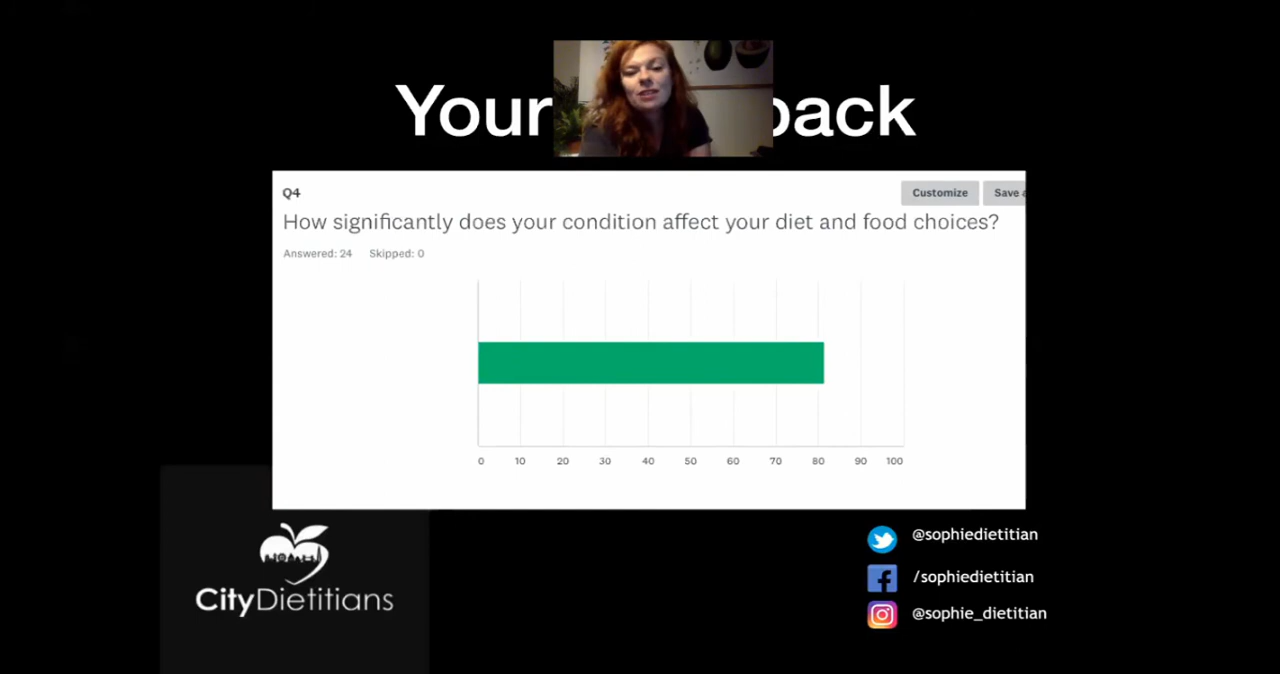 Your back
Q4
Customize
Save a
How significantly does your condition affect your diet and food choices?
Answered: 24 Skipped: 0
0 10 20 30 40 50 60 70 80 90 100
CityDietitians
@sophiedietitian
/sophiedietitian
@sophie_dietitian